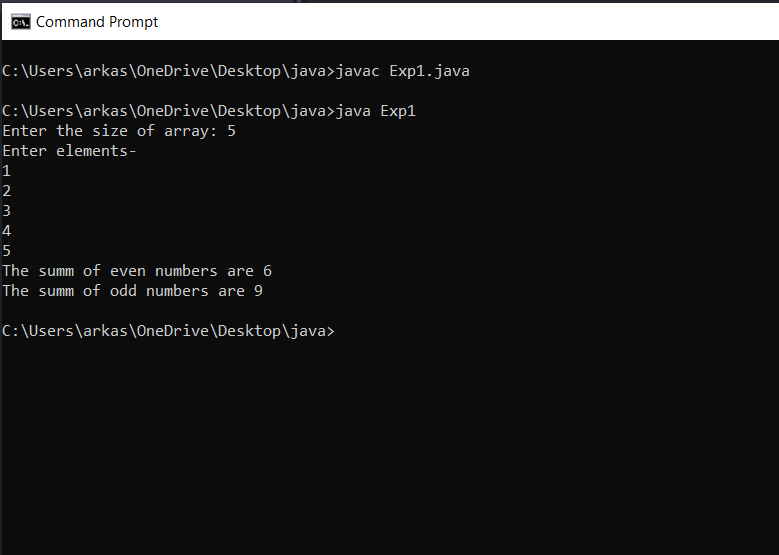 Command Prompt
C:\Users\arkas\OneDrive\Desktop\java>javac Exp1.java
C:\Users\arkas\OneDrive\Desktop\java>java Exp1
Enter the size of array: 5
Enter elements-
1
2
3
4
5
The summ of even numbers are 6
The summ of odd numbers are 9
C:\Users\arkas\OneDrive\Desktop\java>